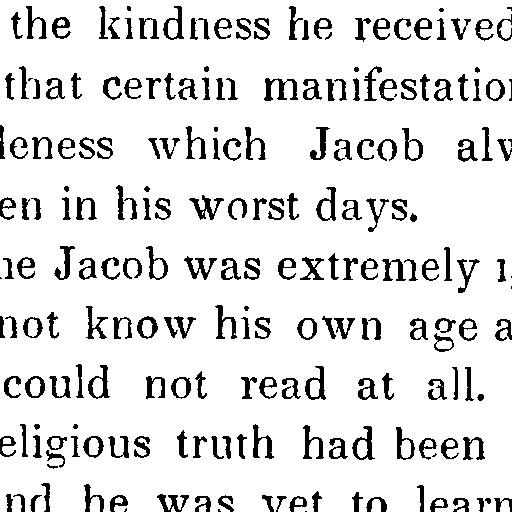 the kindness he received
that certain manifestation
leness which Jacob alw
en in his worst days.
ne Jacob was extremely
not know his own age a
could not read at all.
eligious truth had been
nd he was yet to learn